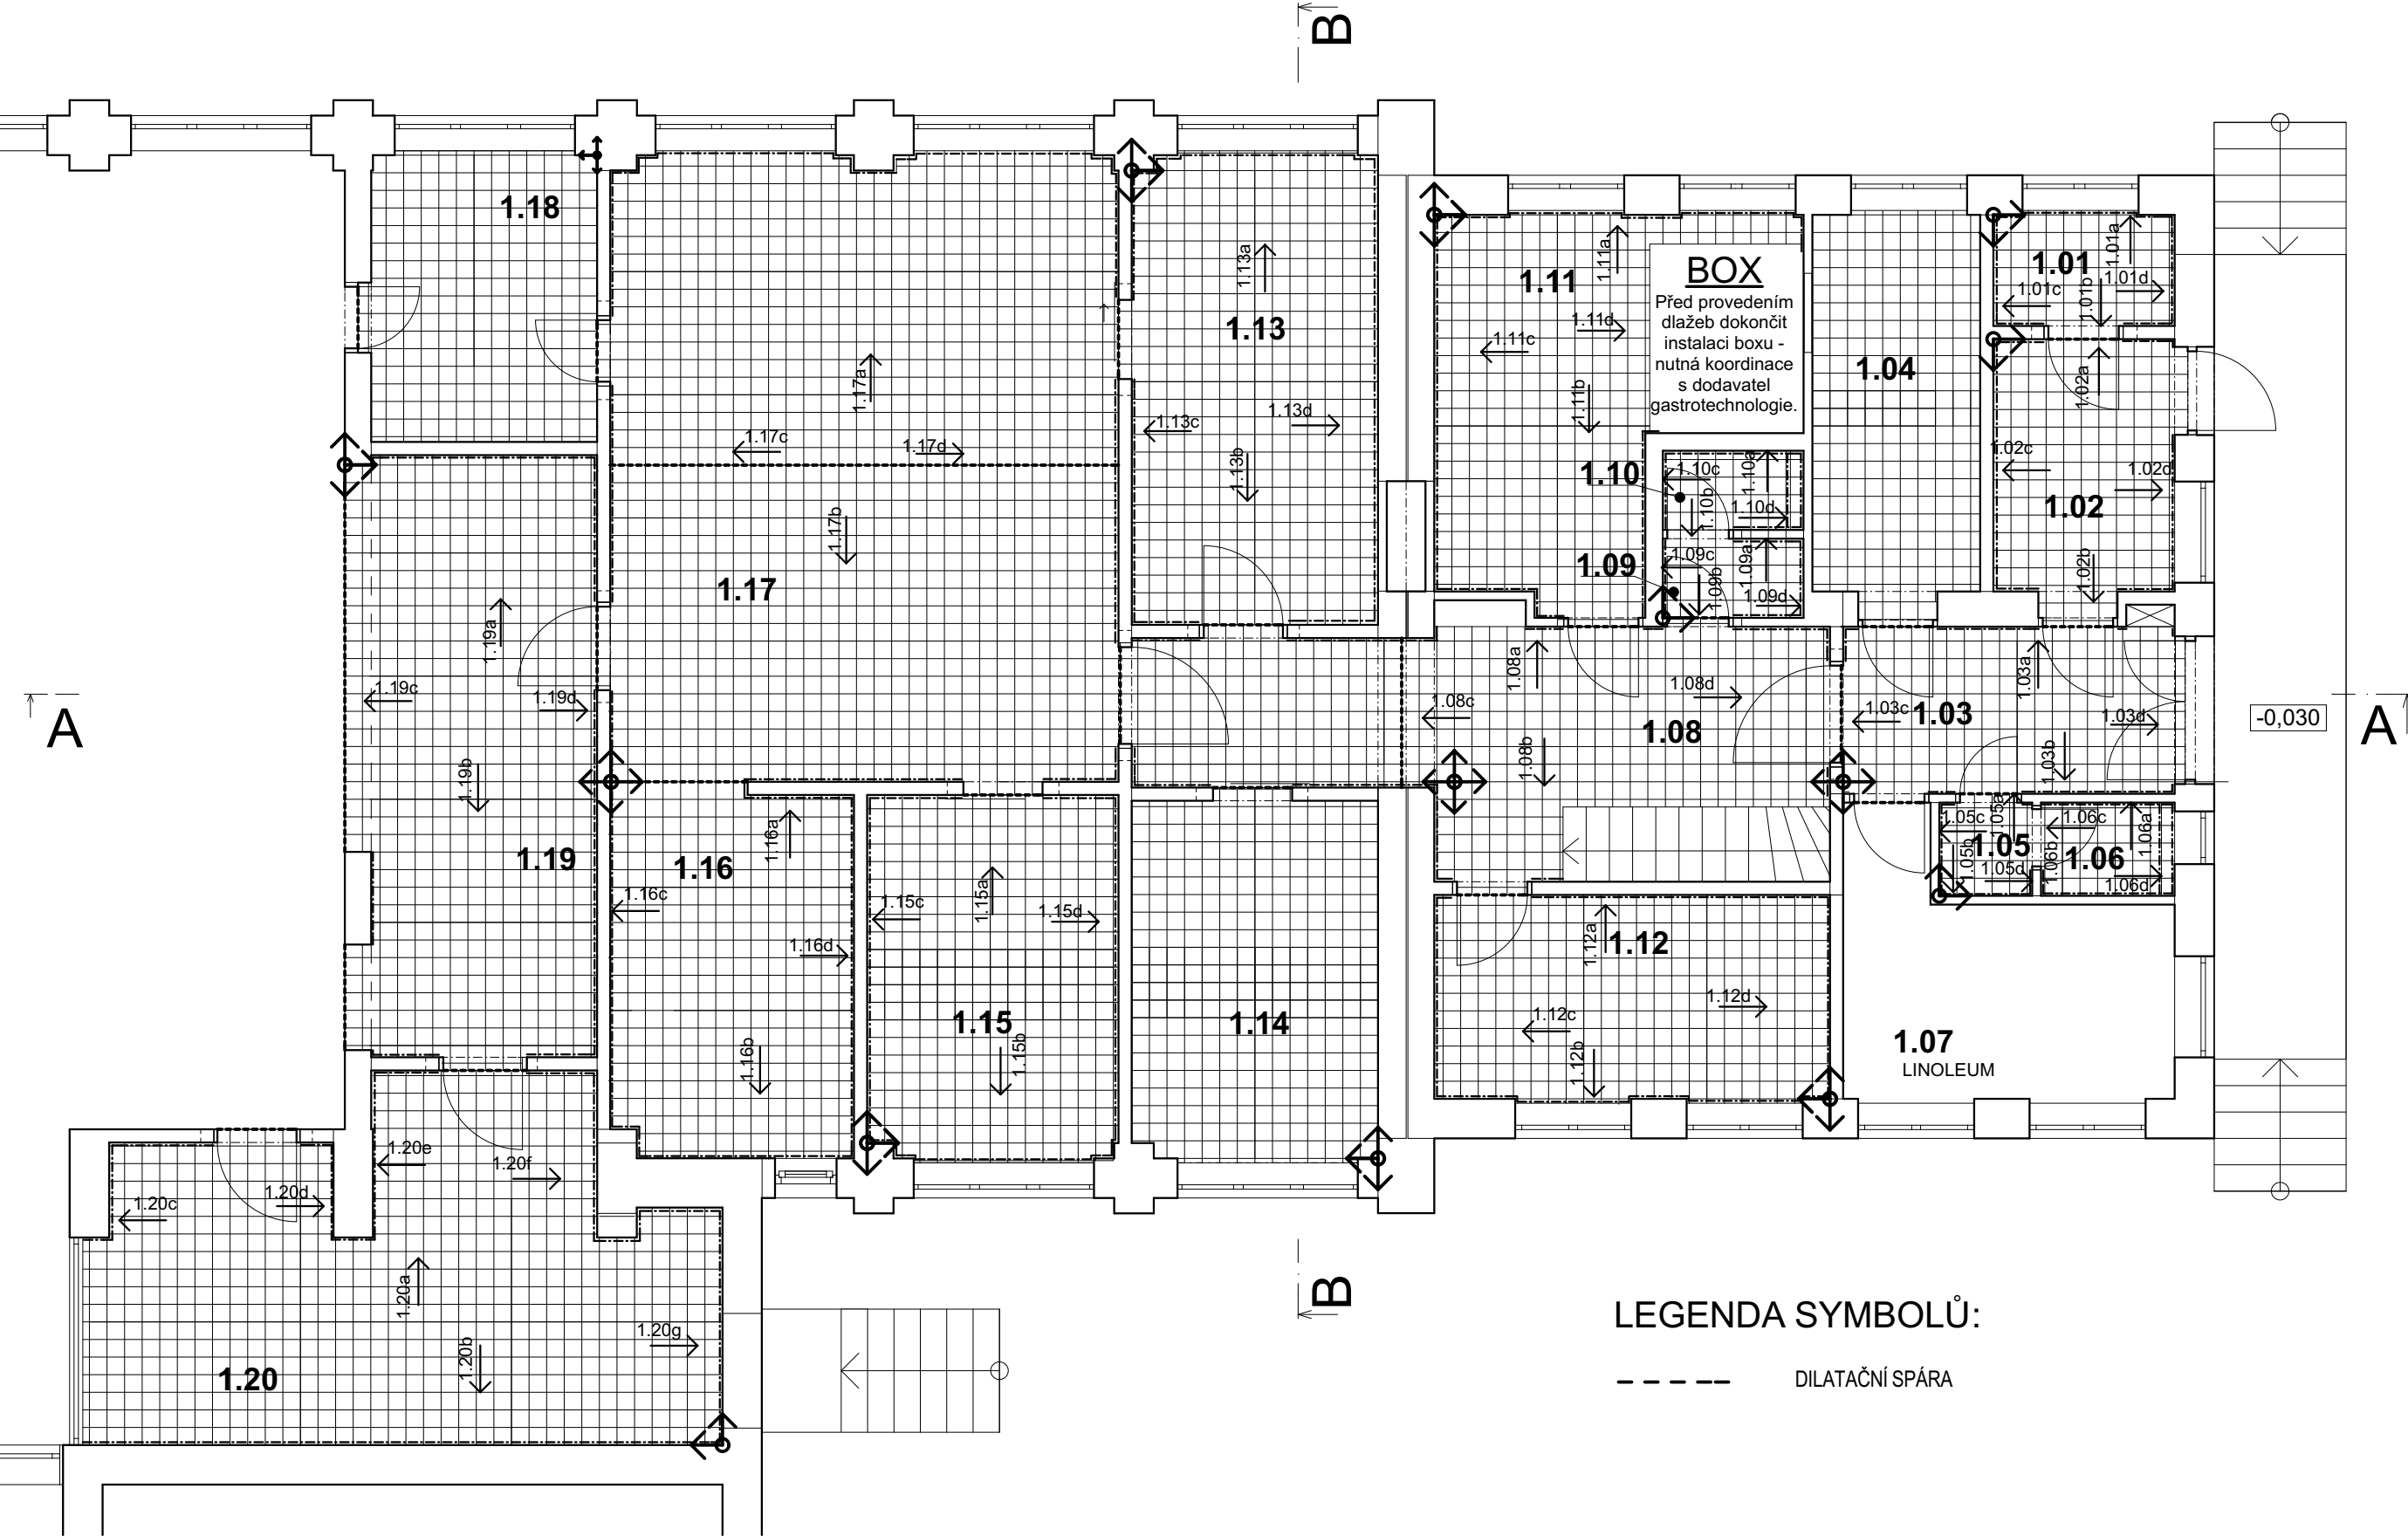 B
1.18
1.13a
1.11a
1.11
BOX
Před provedením
dlažeb dokončit
instalaci boxu -
nutná koordinace
s dodavatel
gastrotechnologie.
1.01a
1.01
1.01b
1.01c
1.01d
1.13
1.11c
1.11d
1.11b
1.04
1.02a
1.17a
1.13c
1.13d
1.13b
1.17c
1.17d
1.02c
1.02d
1.02
1.02b
1.10
1.10c
1.10a
1.10b
1.10d
1.17b
1.17
1.09
1.09c
1.09a
1.09b
1.09d
1.19a
1.19c
1.19d
1.19b
1.08a
1.08c
1.08d
1.08
1.08b
1.03a
1.03c
1.03
1.03d
1.03b
A
-0,030
A
1.19
1.16a
1.16
1.16c
1.16d
1.16b
1.15a
1.15c
1.15d
1.15
1.15b
1.14
1.12a
1.12
1.12c
1.12d
1.12b
1.05a
1.05c
1.05
1.05b
1.05d
1.06c
1.06a
1.06b
1.06
1.06d
1.07
LINOLEUM
1.20e
1.20f
1.20c
1.20d
1.20a
1.20b
1.20g
1.20
B
LEGENDA SYMBOLŮ:
DILATAČNÍ SPÁRA